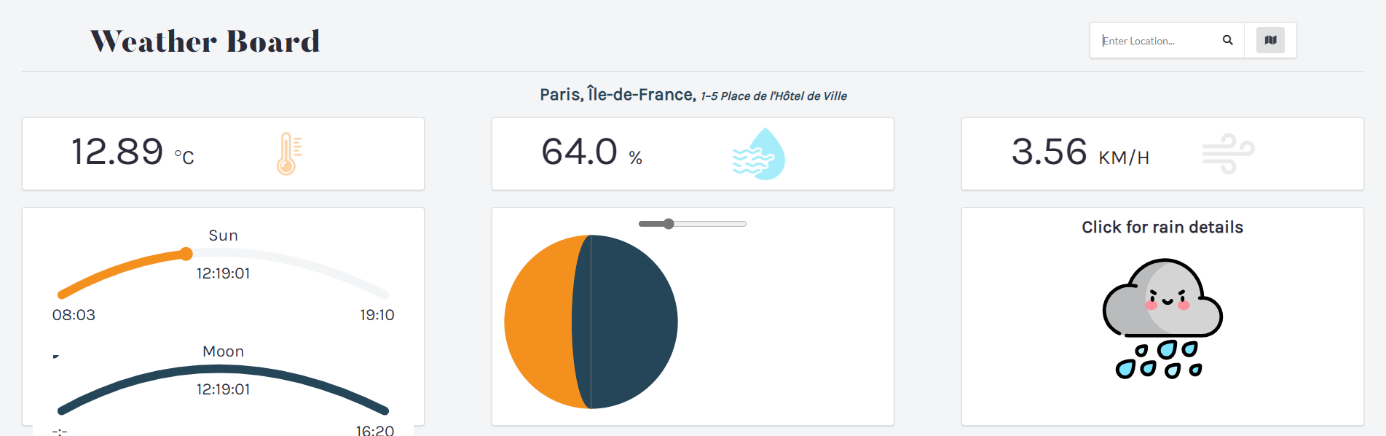 Weather Board
Enter Location...
Paris, Île-de-France, 1-5 Place de l'Hôtel de Ville
12.89 °C
64.0 %
3.56 KM/H
Sun
12:19:01
08:03
19:10
Moon
12:19:01
-:-
16:20
Click for rain details